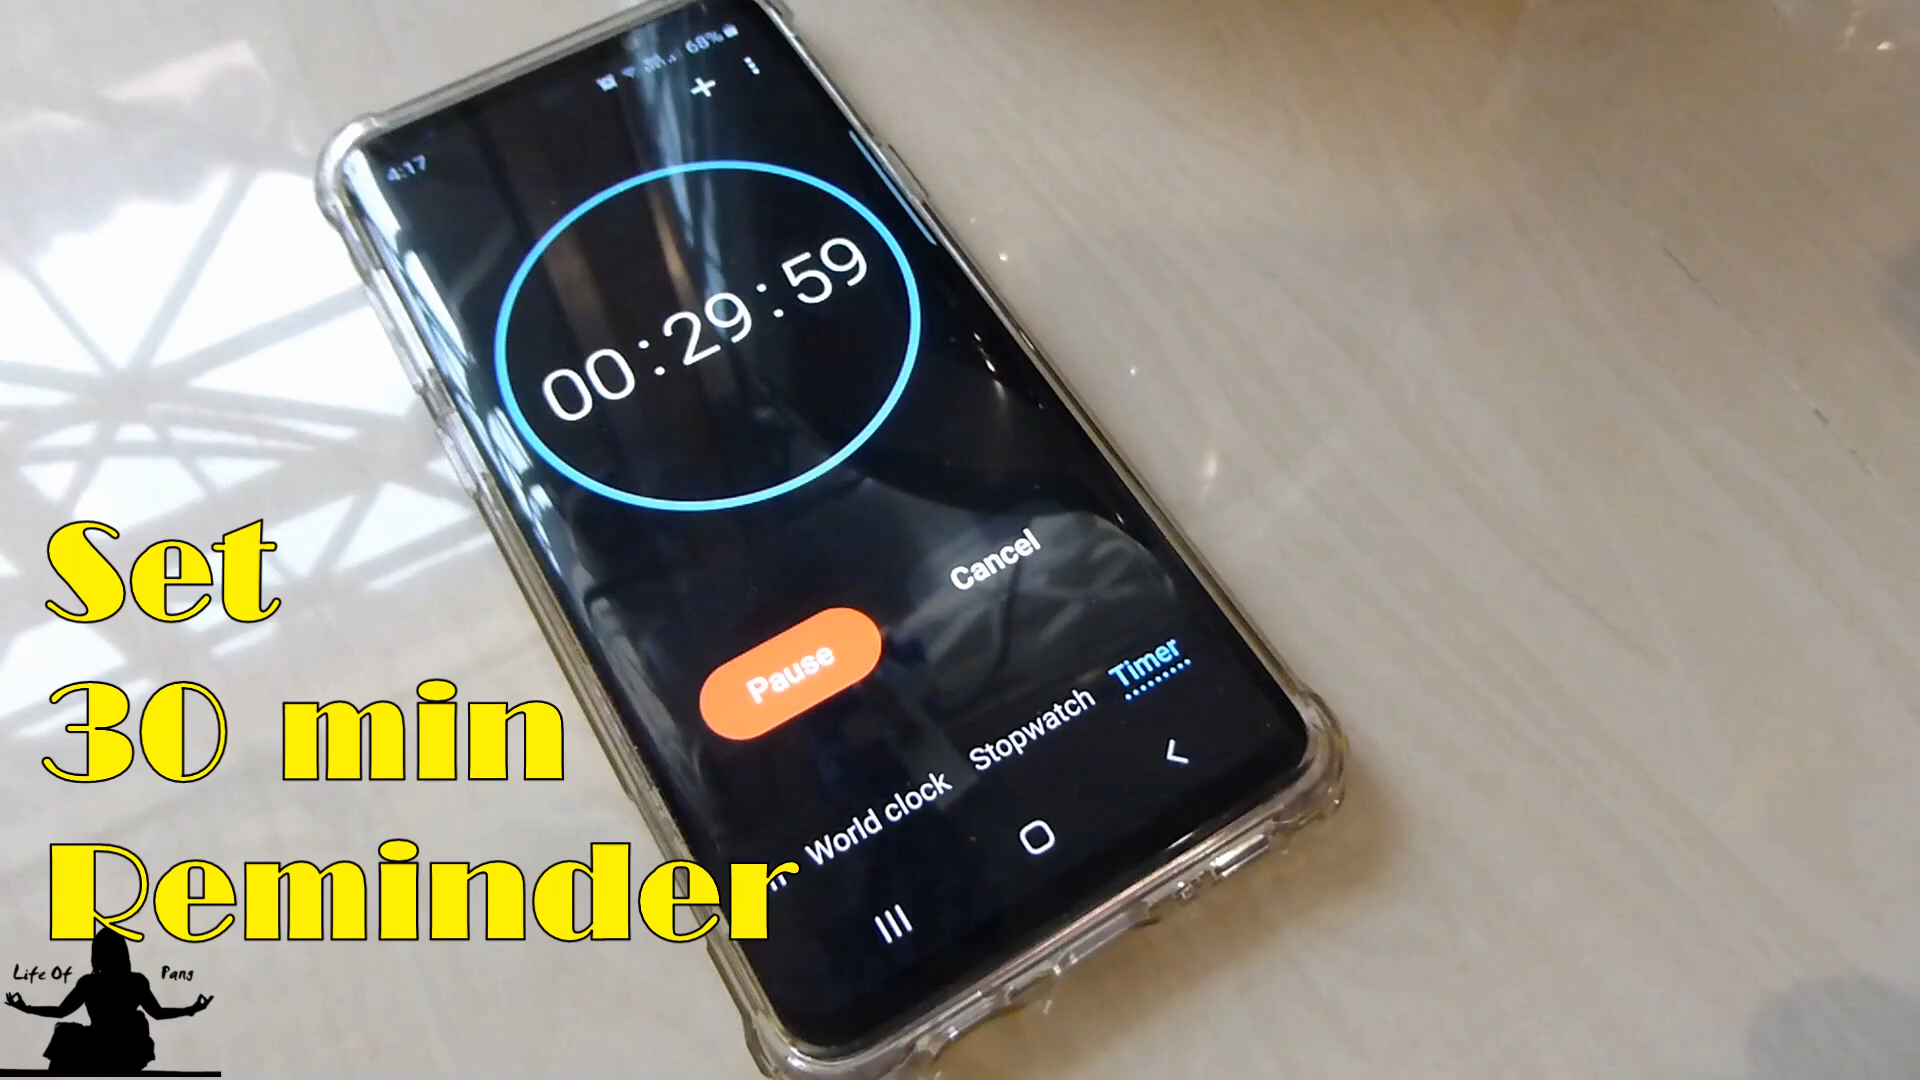 68%
4:17
00:29:59
Cancel
Pause
World clock Stopwatch Timer
Set
30 min
Reminder
Life Of Pang